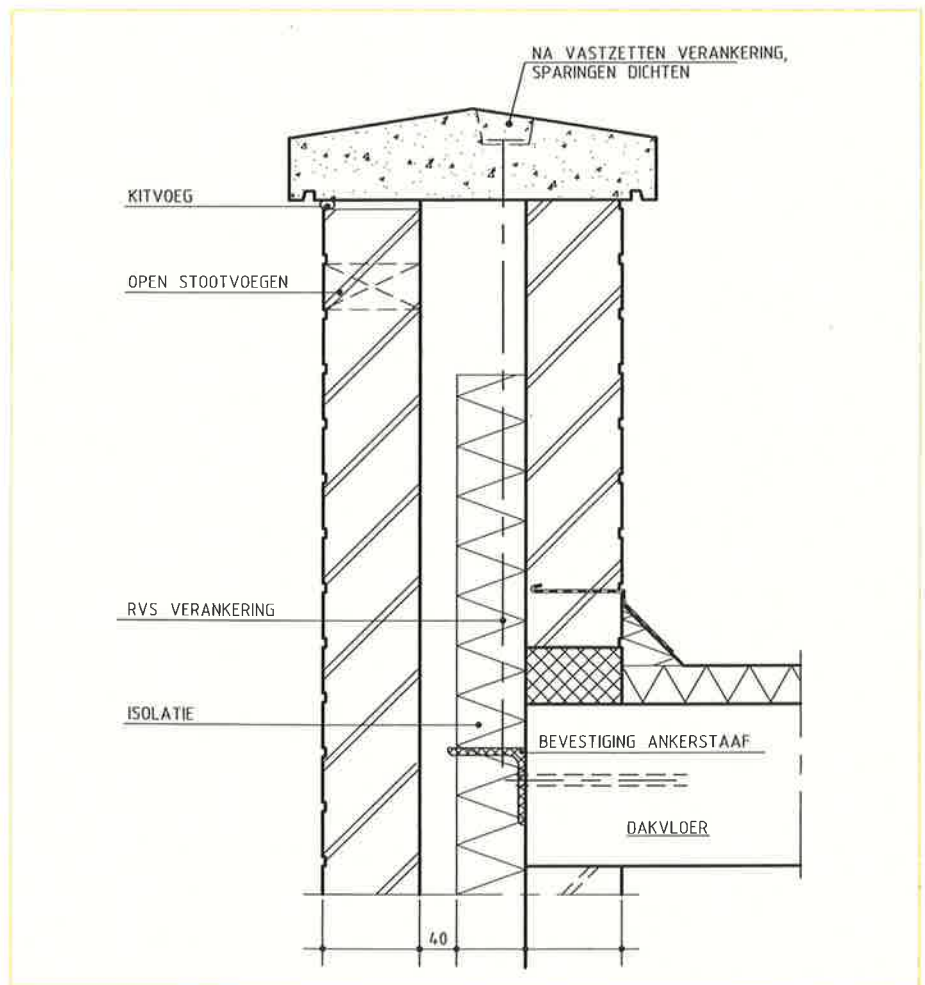 NA VASTZETTEN VERANKERING,
SPARINGEN DICHTEN
KITVOEG
OPEN STOOTVOEGEN
RVS VERANKERING
ISOLATIE
BEVESTIGING ANKERSTAAF
DAKVLOER
40